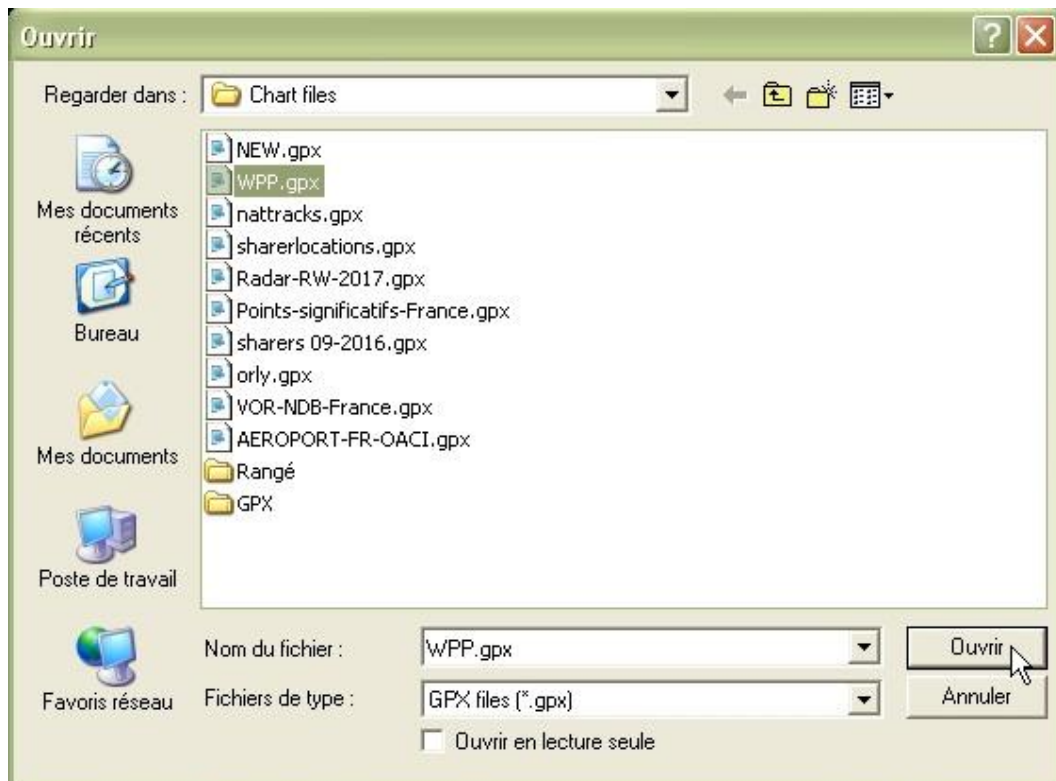 Ouvrir
Regarder dans :
Chart files
Mes documents
récents
Bureau
Mes documents
Poste de travail
Favoris réseau
NEW.gpx
WPP.gpx
nattracks.gpx
sharerlocations.gpx
Radar-RW-2017.gpx
Points-significatifs-France.gpx
sharers 09-2016.gpx
orly.gpx
VOR-NDB-France.gpx
AEROPORT-FR-OACI.gpx
Rangé
GPX
Nom du fichier :
WPP.gpx
Ouvrir
Fichiers de type :
GPX files (*.gpx)
Annuler
Ouvrir en lecture seule